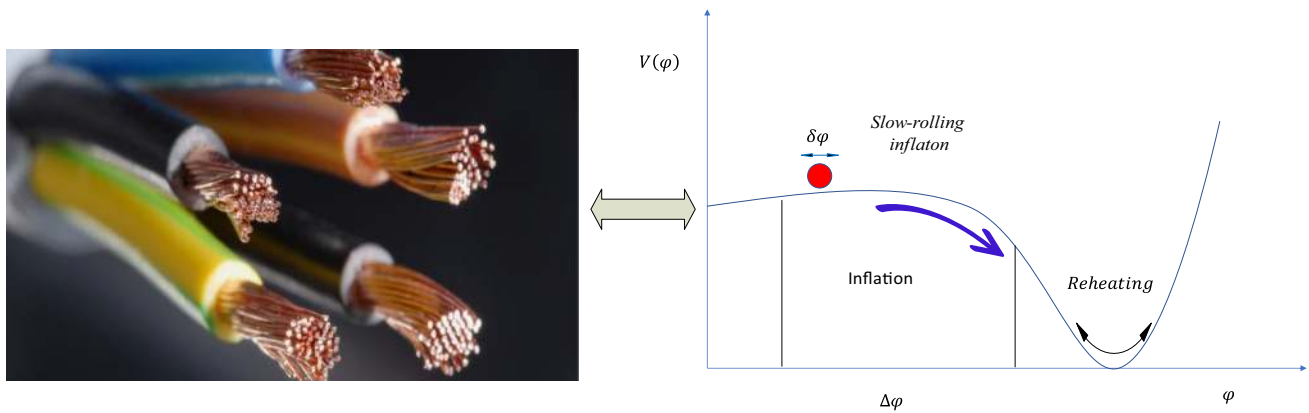 V(φ)
δφ
Slow-rolling
inflaton
Inflation
Reheating
Δφ
φ